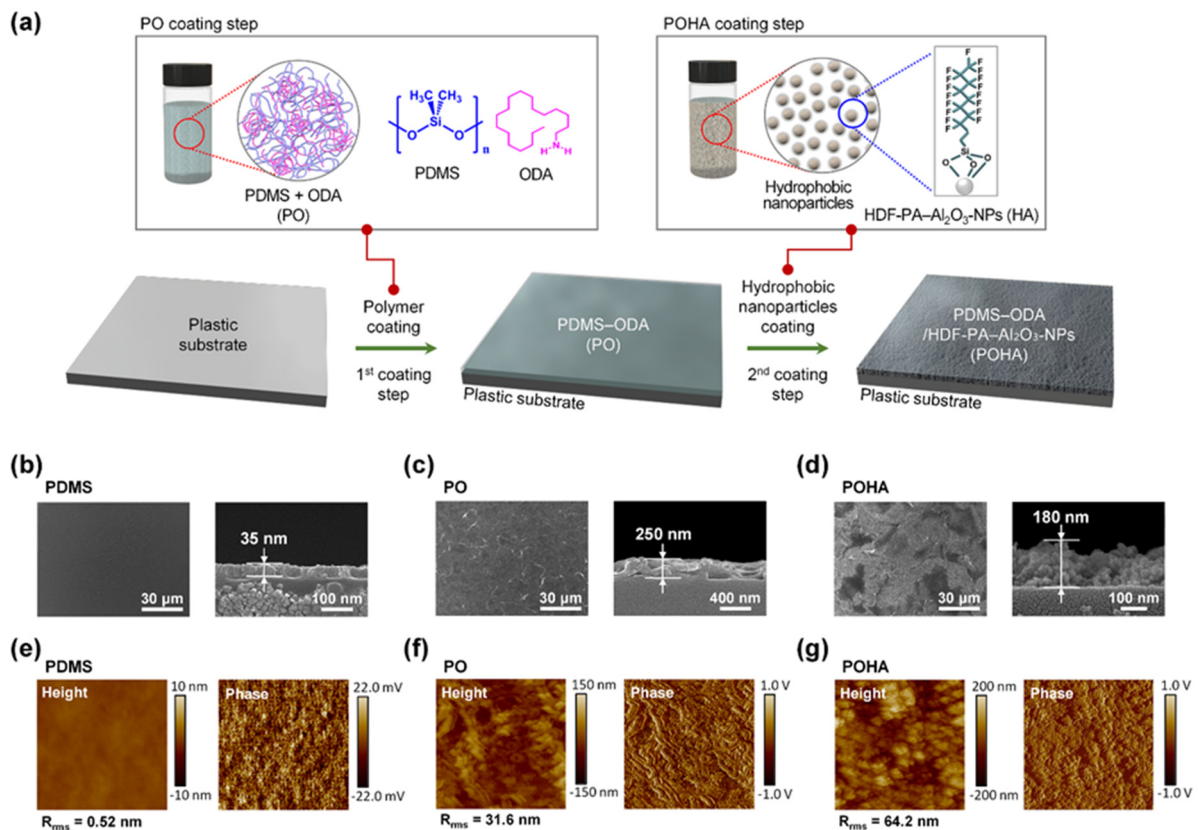 (a)
PO coating step
H₃C CH₃
Si
O O
n
PDMS
H N H
ODA
PDMS + ODA
(PO)
POHA coating step
Hydrophobic
nanoparticles
F
F F
F F
F F
F F
F F
F F
F F
Si
O O O
HDF-PA–Al₂O₃-NPs (HA)
Plastic
substrate
Polymer
coating
1st coating
step
PDMS–ODA
(PO)
Plastic substrate
Hydrophobic
nanoparticles
coating
2nd coating
step
PDMS–ODA
/HDF-PA–Al₂O₃-NPs
(POHA)
Plastic substrate
(b)
PDMS
30 µm
35 nm
100 nm
(c)
PO
30 µm
250 nm
400 nm
(d)
POHA
30 µm
180 nm
100 nm
(e)
PDMS
Height
10 nm
-10 nm
Phase
22.0 mV
-22.0 mV
Rrms = 0.52 nm
(f)
PO
Height
150 nm
-150 nm
Phase
1.0 V
-1.0 V
Rrms = 31.6 nm
(g)
POHA
Height
200 nm
-200 nm
Phase
1.0 V
-1.0 V
Rrms = 64.2 nm